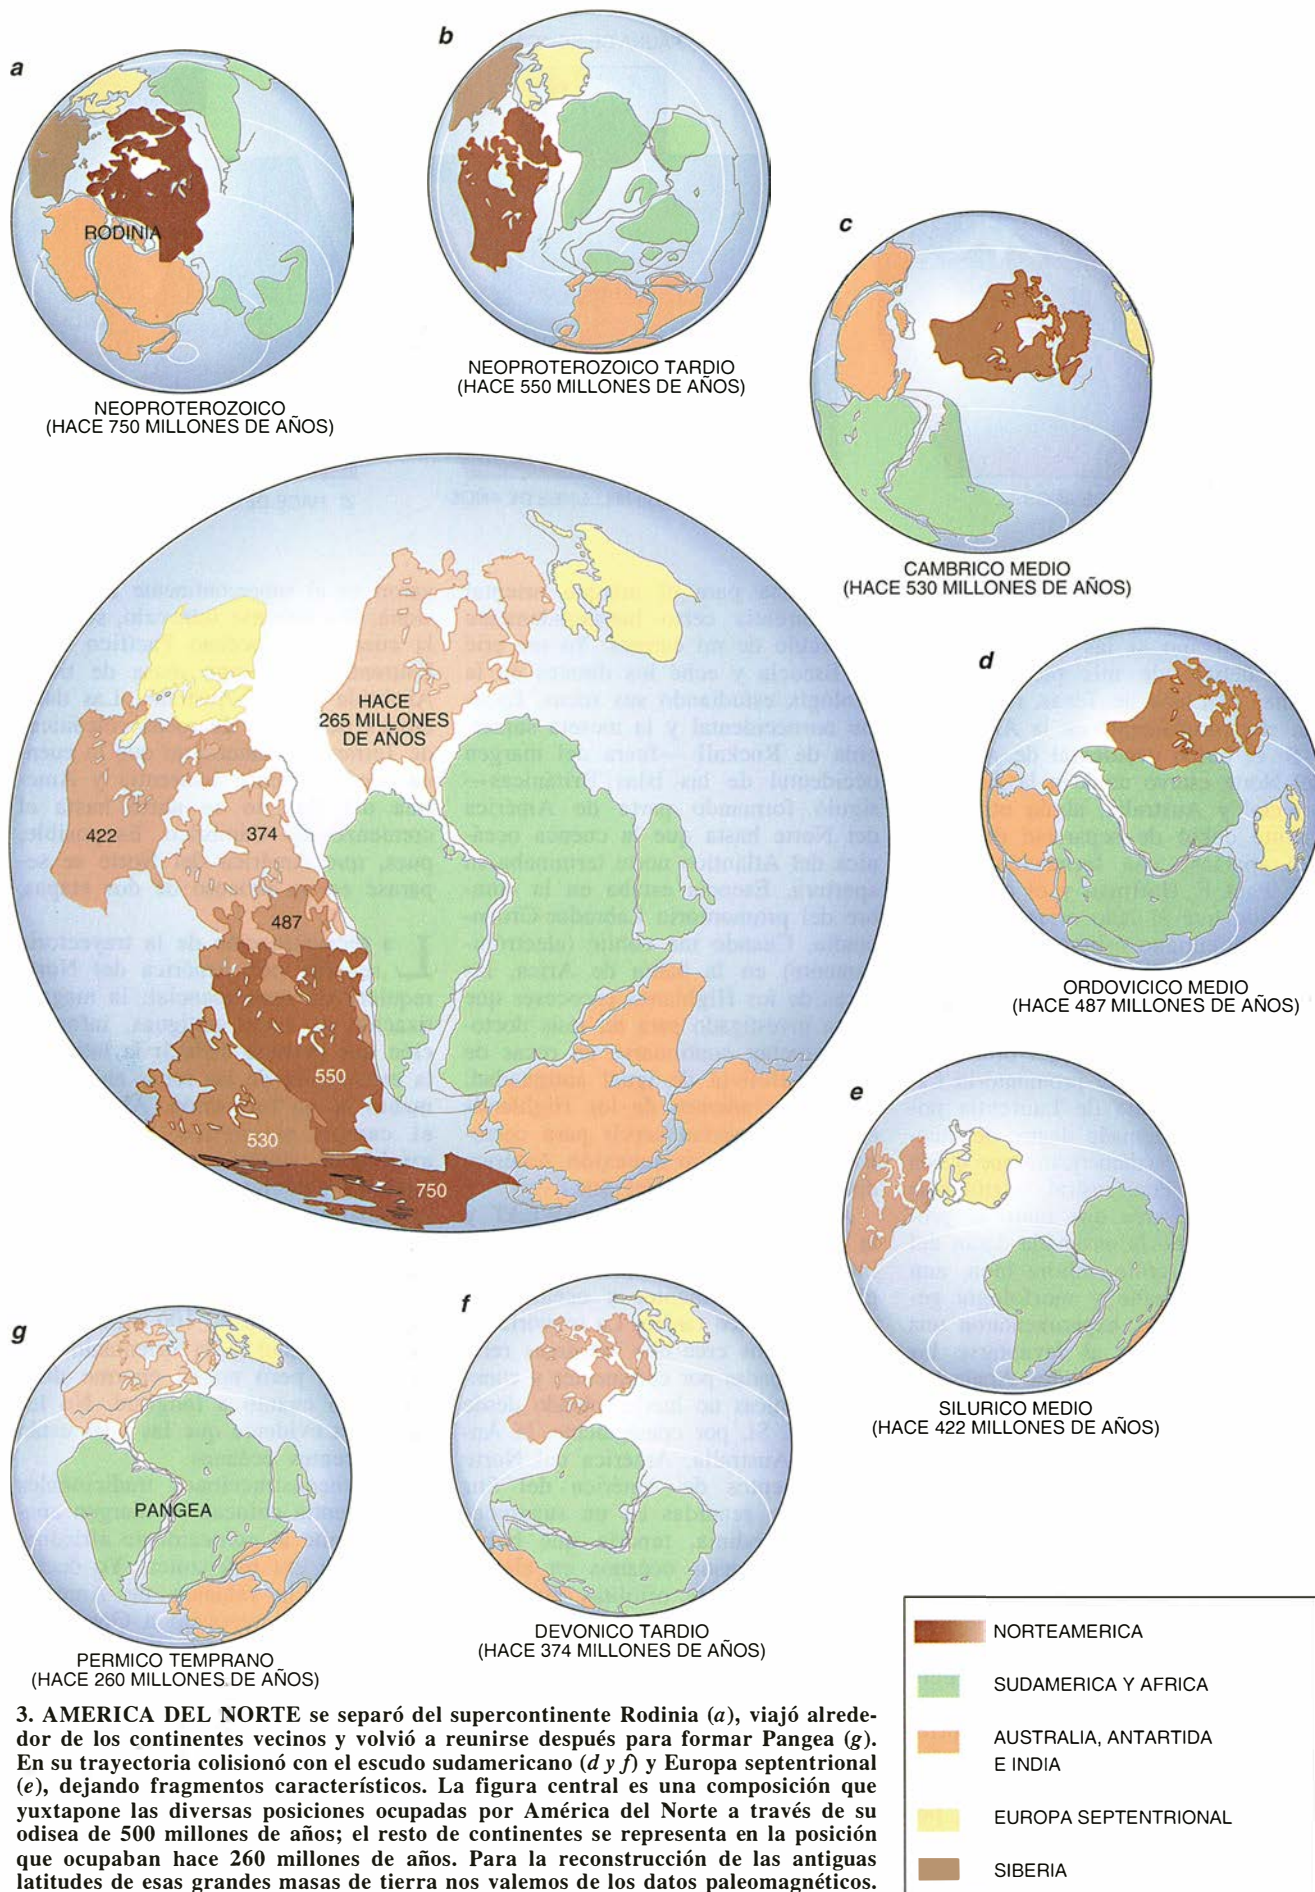 a
RODINIA
NEOPROTEROZOICO
(HACE 750 MILLONES DE AÑOS)
b
NEOPROTEROZOICO TARDIO
(HACE 550 MILLONES DE AÑOS)
c
CAMBRICO MEDIO
(HACE 530 MILLONES DE AÑOS)
HACE
265 MILLONES
DE AÑOS
422
374
487
550
530
750
d
ORDOVICICO MEDIO
(HACE 487 MILLONES DE AÑOS)
e
SILURICO MEDIO
(HACE 422 MILLONES DE AÑOS)
f
DEVONICO TARDIO
(HACE 374 MILLONES DE AÑOS)
g
PANGEA
PERMICO TEMPRANO
(HACE 260 MILLONES DE AÑOS)
NORTEAMERICA
SUDAMERICA Y AFRICA
AUSTRALIA, ANTARTIDA
E INDIA
EUROPA SEPTENTRIONAL
SIBERIA
3. AMERICA DEL NORTE se separó del supercontinente Rodinia (a), viajó alrede-
dor de los continentes vecinos y volvió a reunirse después para formar Pangea (g).
En su trayectoria colisionó con el escudo sudamericano (d y f) y Europa septentrional
(e), dejando fragmentos característicos. La figura central es una composición que
yuxtapone las diversas posiciones ocupadas por América del Norte a través de su
odisea de 500 millones de años; el resto de continentes se representa en la posición
que ocupaban hace 260 millones de años. Para la reconstrucción de las antiguas
latitudes de esas grandes masas de tierra nos valemos de los datos paleomagnéticos.